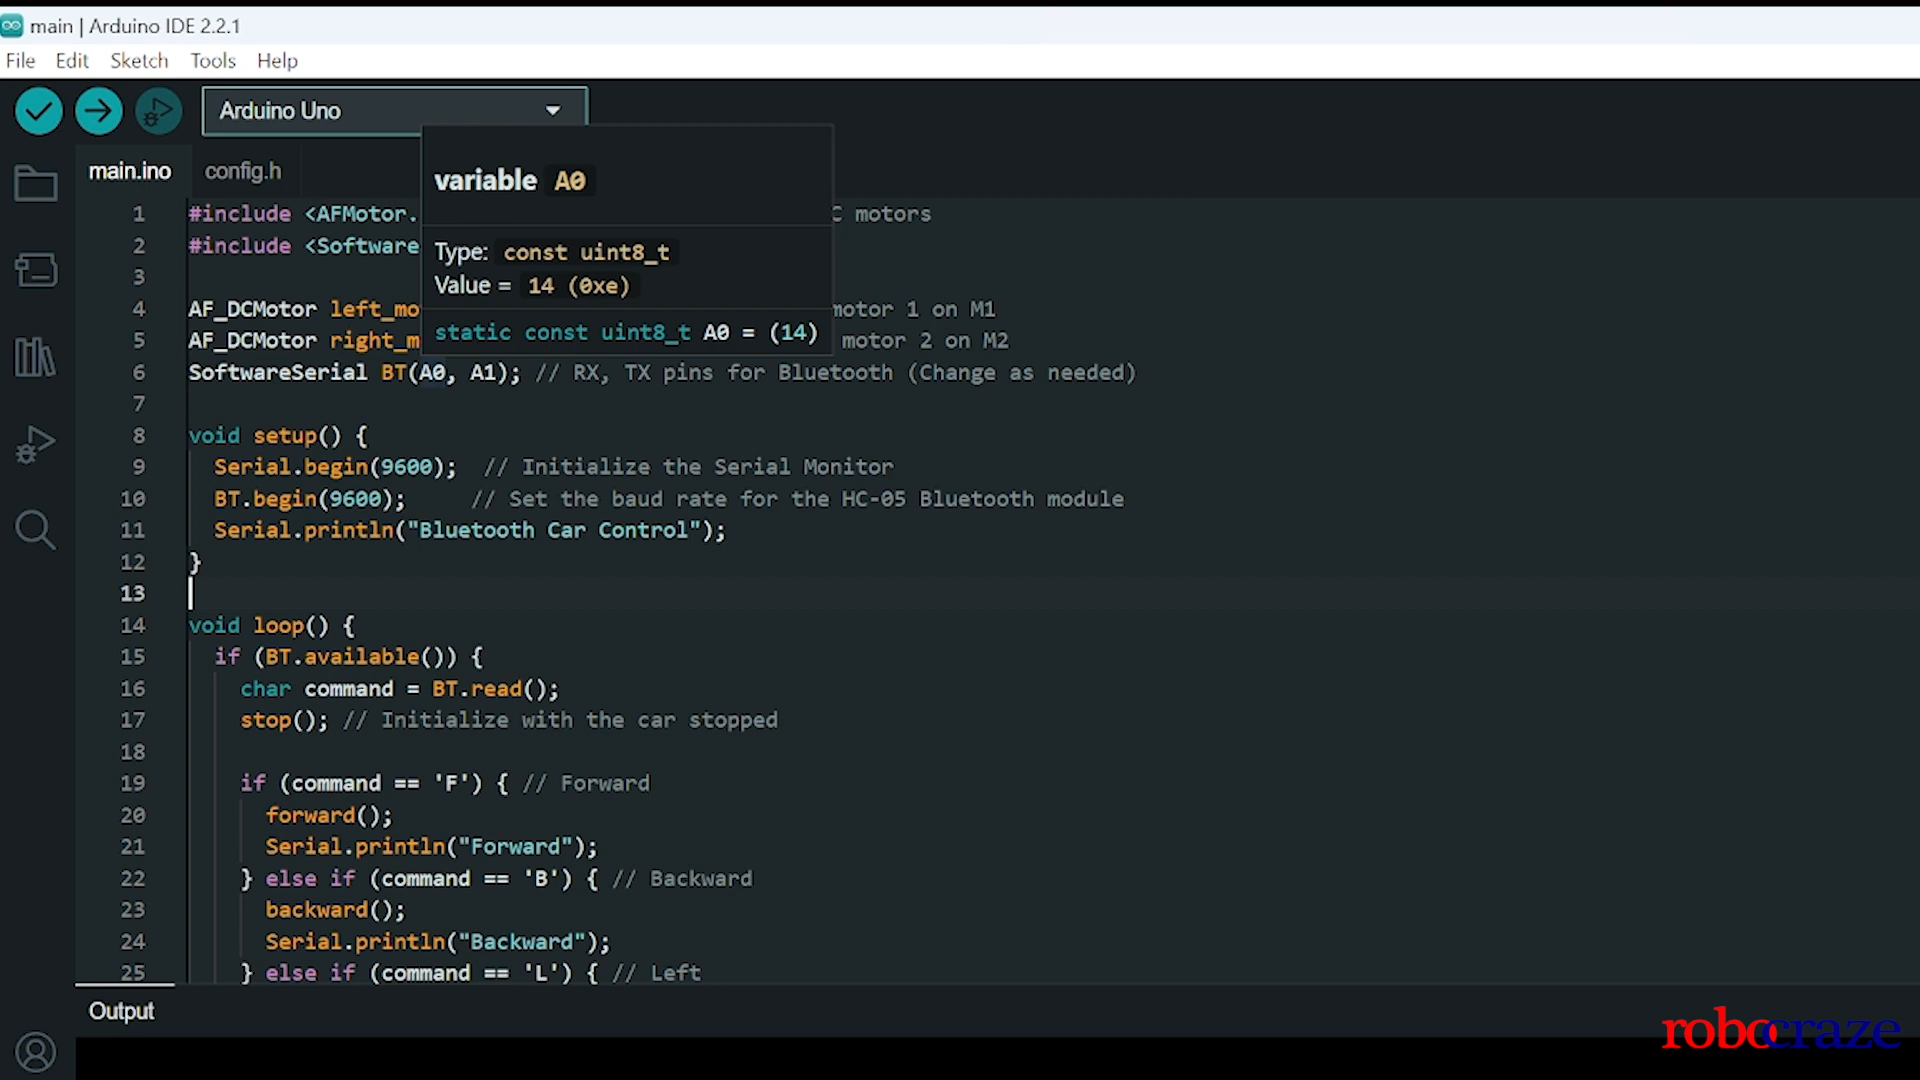 main | Arduino IDE 2.2.1
File Edit Sketch Tools Help
Arduino Uno
main.ino config.h
variable A0
Type: const uint8_t
Value = 14 (0xe)
static const uint8_t A0 = (14)
1 #include <AFMotor. C motors
2 #include <Software
3
4 AF_DCMotor left_mo motor 1 on M1
5 AF_DCMotor right_m motor 2 on M2
6 SoftwareSerial BT(A0, A1); // RX, TX pins for Bluetooth (Change as needed)
7
8 void setup() {
9 Serial.begin(9600); // Initialize the Serial Monitor
10 BT.begin(9600); // Set the baud rate for the HC-05 Bluetooth module
11 Serial.println("Bluetooth Car Control");
12 }
13
14 void loop() {
15 if (BT.available()) {
16 char command = BT.read();
17 stop(); // Initialize with the car stopped
18
19 if (command == 'F') { // Forward
20 forward();
21 Serial.println("Forward");
22 } else if (command == 'B') { // Backward
23 backward();
24 Serial.println("Backward");
25 } else if (command == 'L') { // Left
Output
robocraze